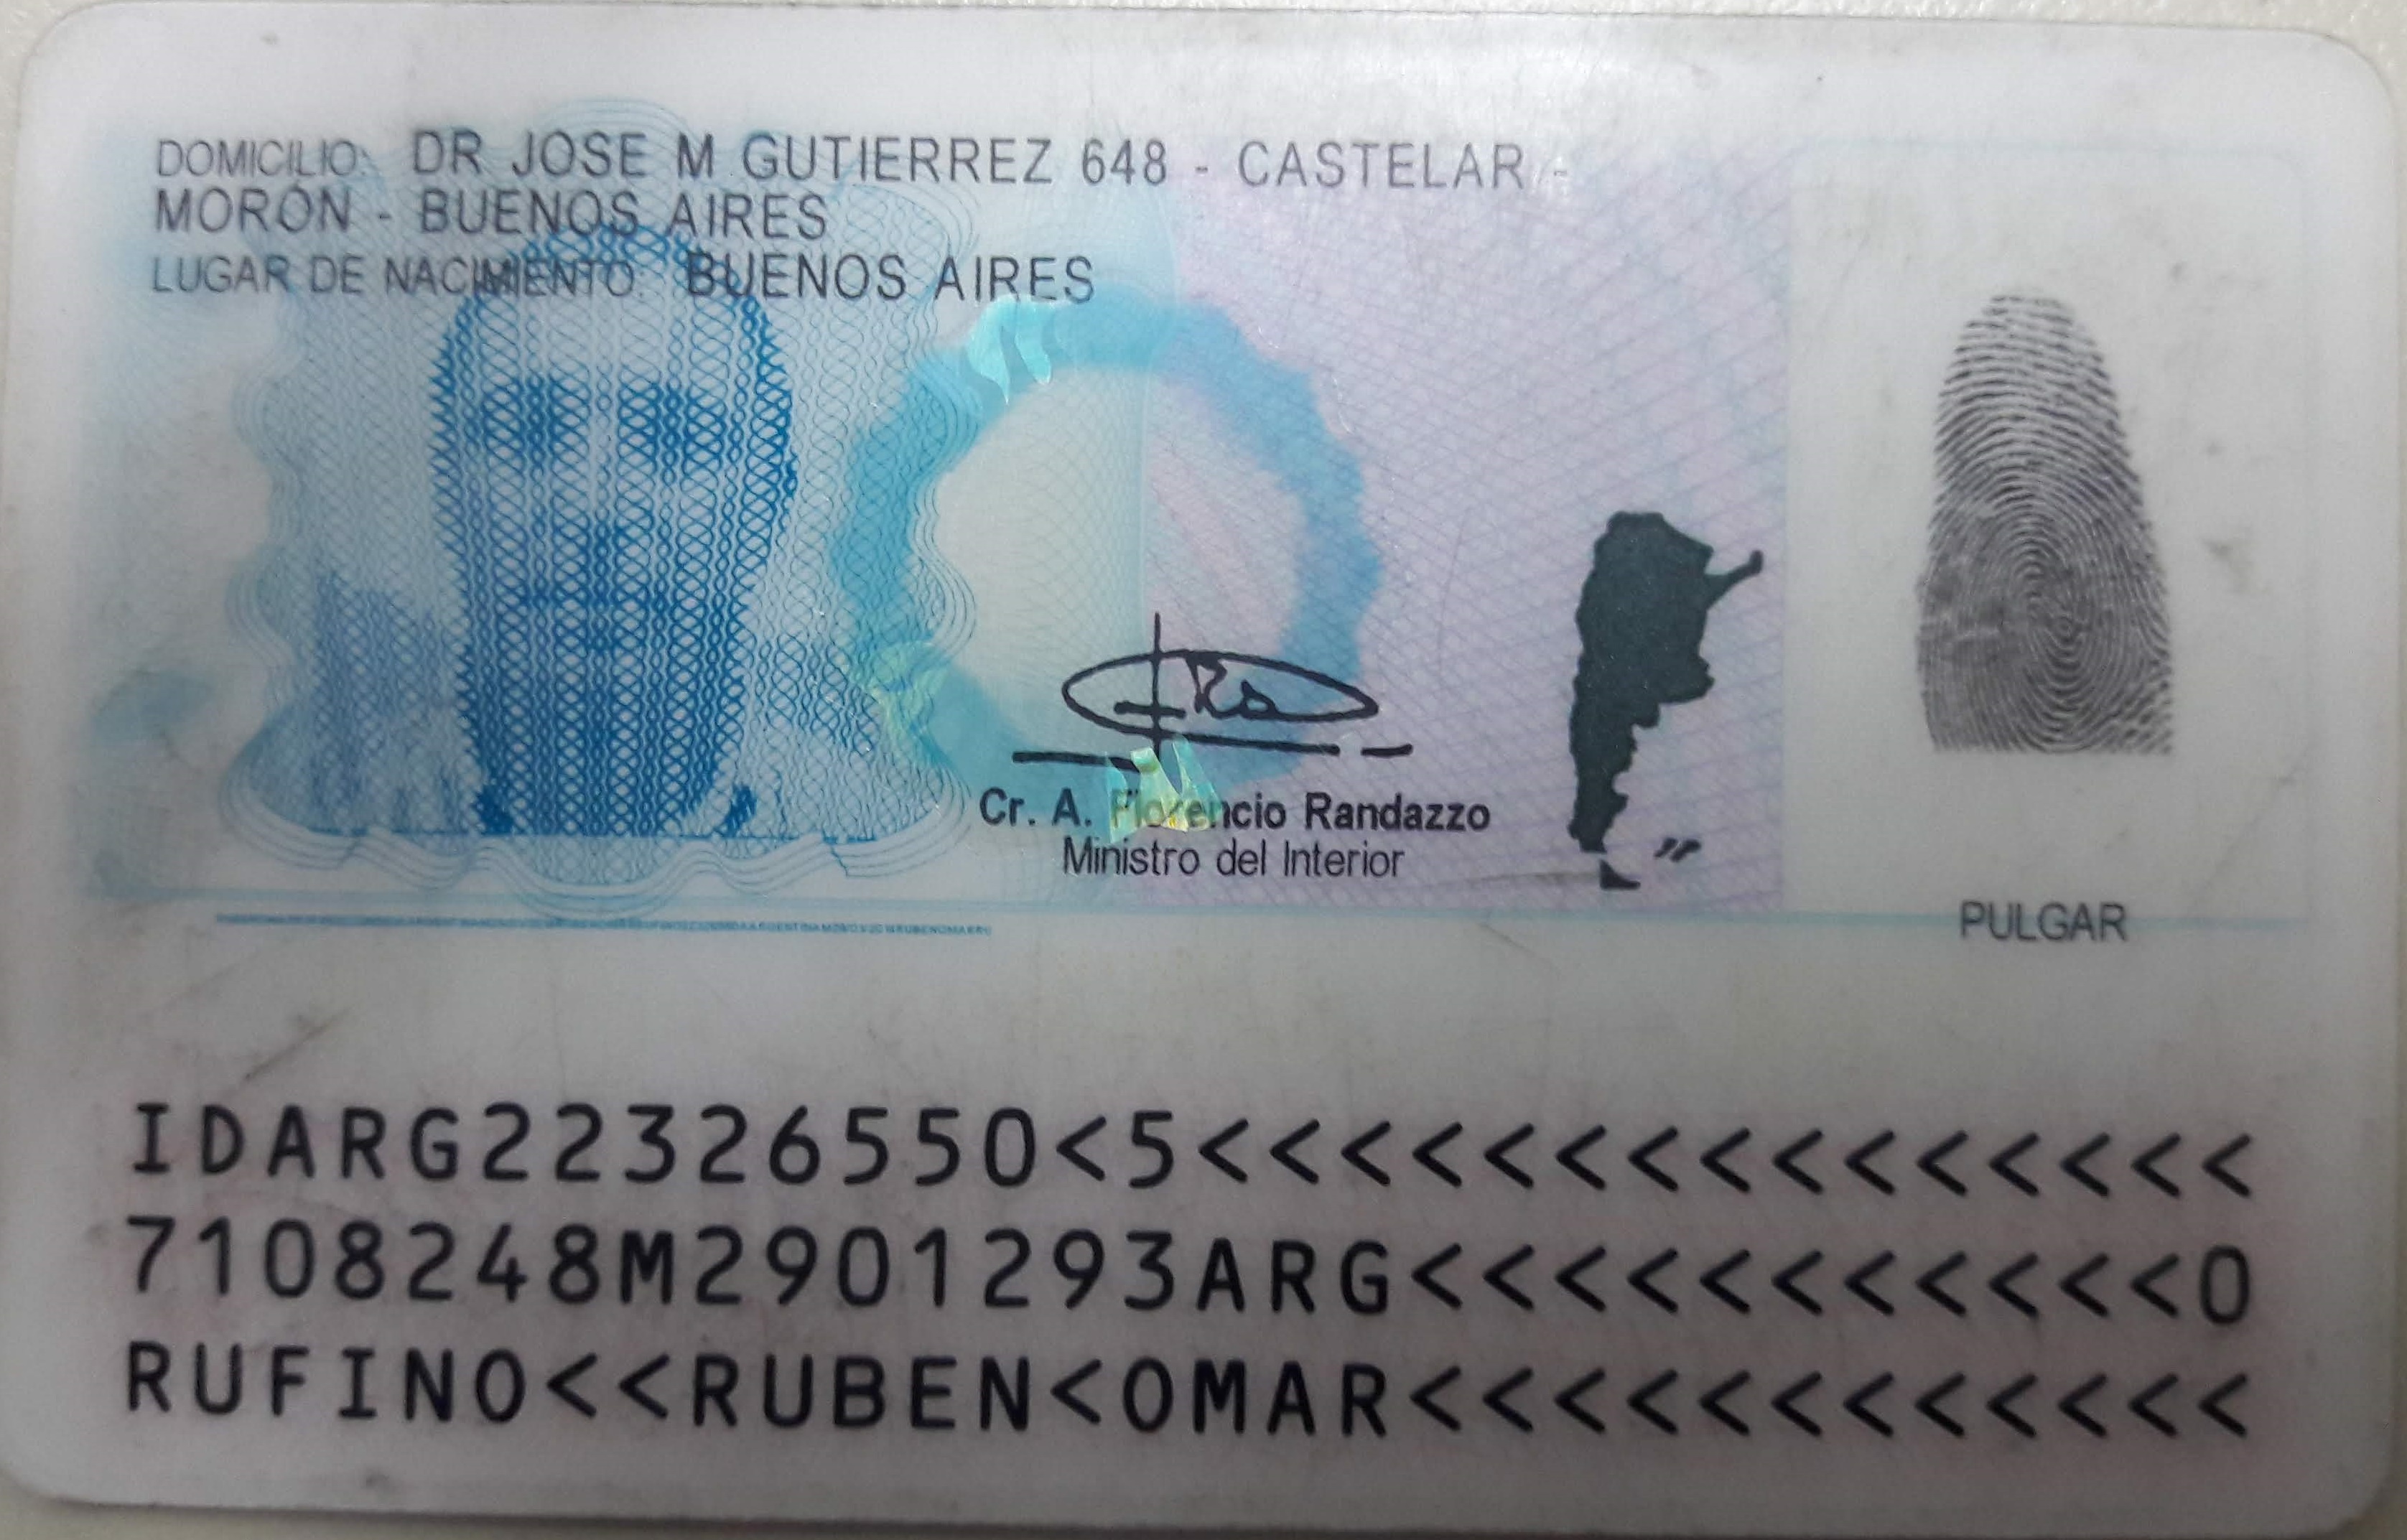 DOMICILIO: DR JOSE M GUTIERREZ 648 - CASTELAR -
MORON - BUENOS AIRES
LUGAR DE NACIMIENTO: BUENOS AIRES
Cr. A. Florencio Randazzo
Ministro del Interior
PULGAR
IDARG22326550<5<<<<<<<<<<<<<<<
7108248M2901293ARG<<<<<<<<<<<0
RUFINO<<RUBEN<OMAR<<<<<<<<<<<<